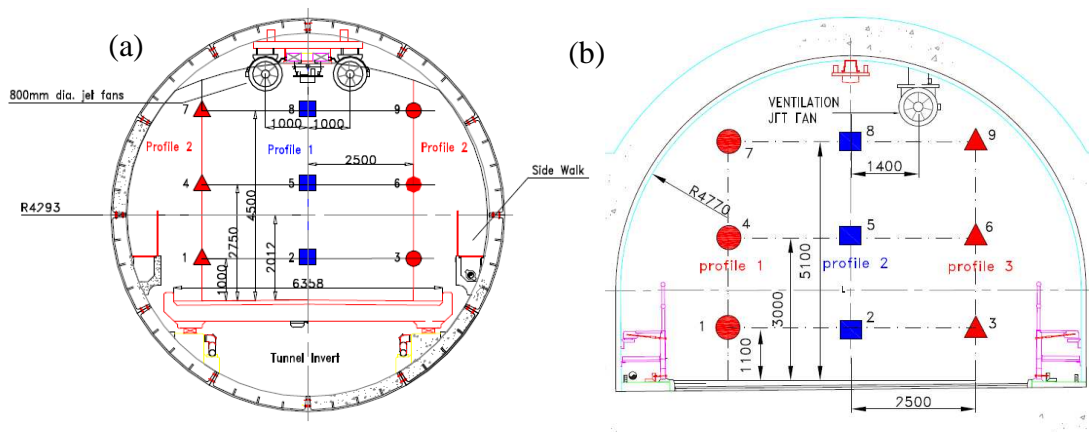 (a)
800mm dia. jet fans
7
8
9
1000
1000
Profile 2
Profile 1
Profile 2
2500
4
5
6
Side Walk
4500
R4293
2750
2012
1
2
3
1000
6358
Tunnel Invert
(b)
VENTILATION
JET FAN
8
9
7
1400
R4770
4
5
6
5100
profile 1
profile 2
profile 3
3000
L
1
2
3
1100
2500